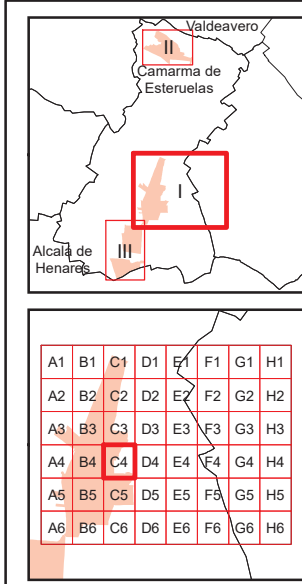 Valdeavero
II
Camarma de
Esteruelas
I
Alcalá de
Henares
III
A1 B1 C1 D1 E1 F1 G1 H1
A2 B2 C2 D2 E2 F2 G2 H2
A3 B3 C3 D3 E3 F3 G3 H3
A4 B4 C4 D4 E4 F4 G4 H4
A5 B5 C5 D5 E5 F5 G5 H5
A6 B6 C6 D6 E6 F6 G6 H6